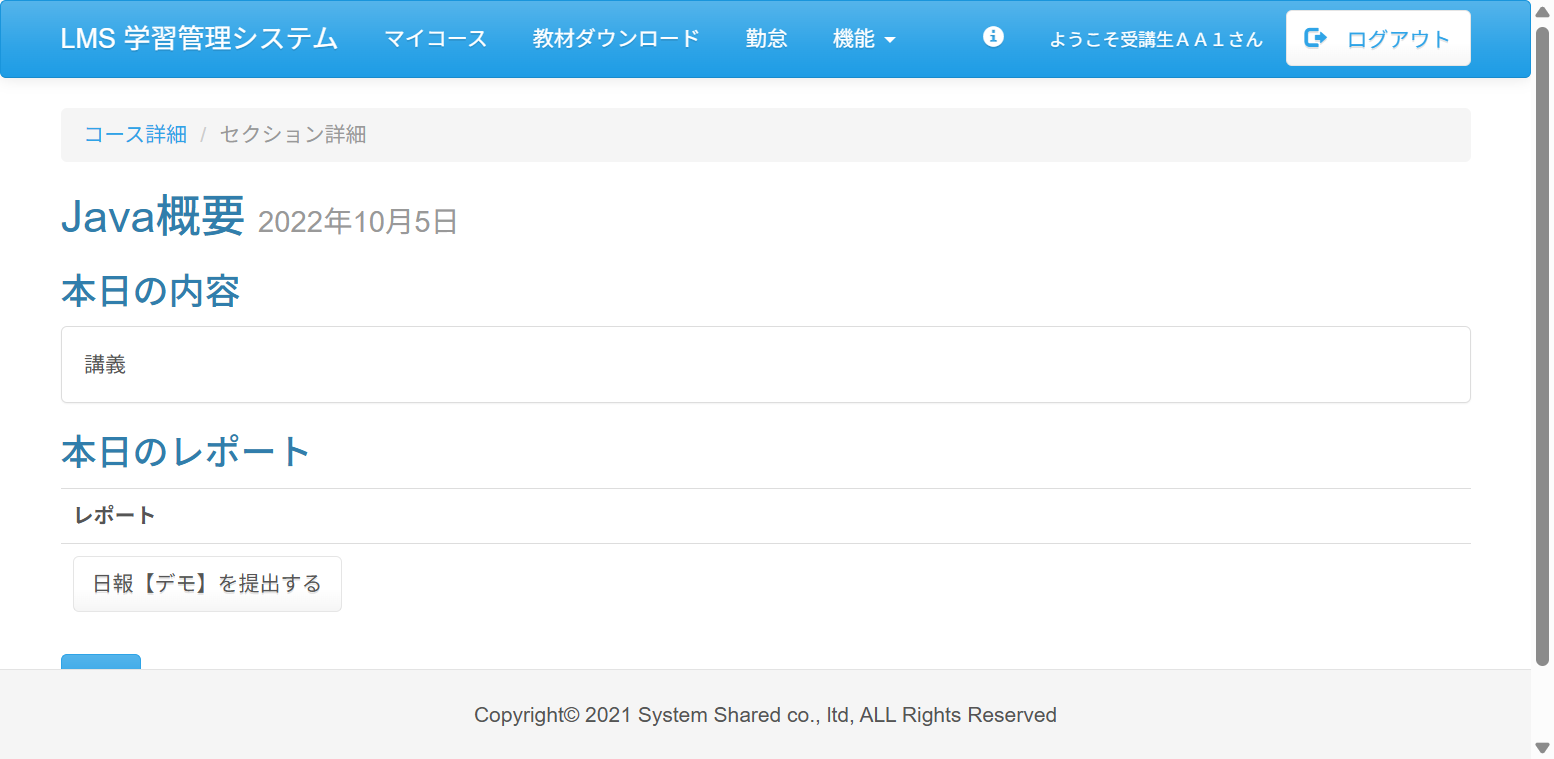 LMS 学習管理システム マイコース 教材ダウンロード 勤怠 機能 ようこそ受講生ＡＡ１さん ログアウト
コース詳細 / セクション詳細
Java概要 2022年10月5日
本日の内容
講義
本日のレポート
レポート
日報【デモ】を提出する
Copyright© 2021 System Shared co., ltd, ALL Rights Reserved